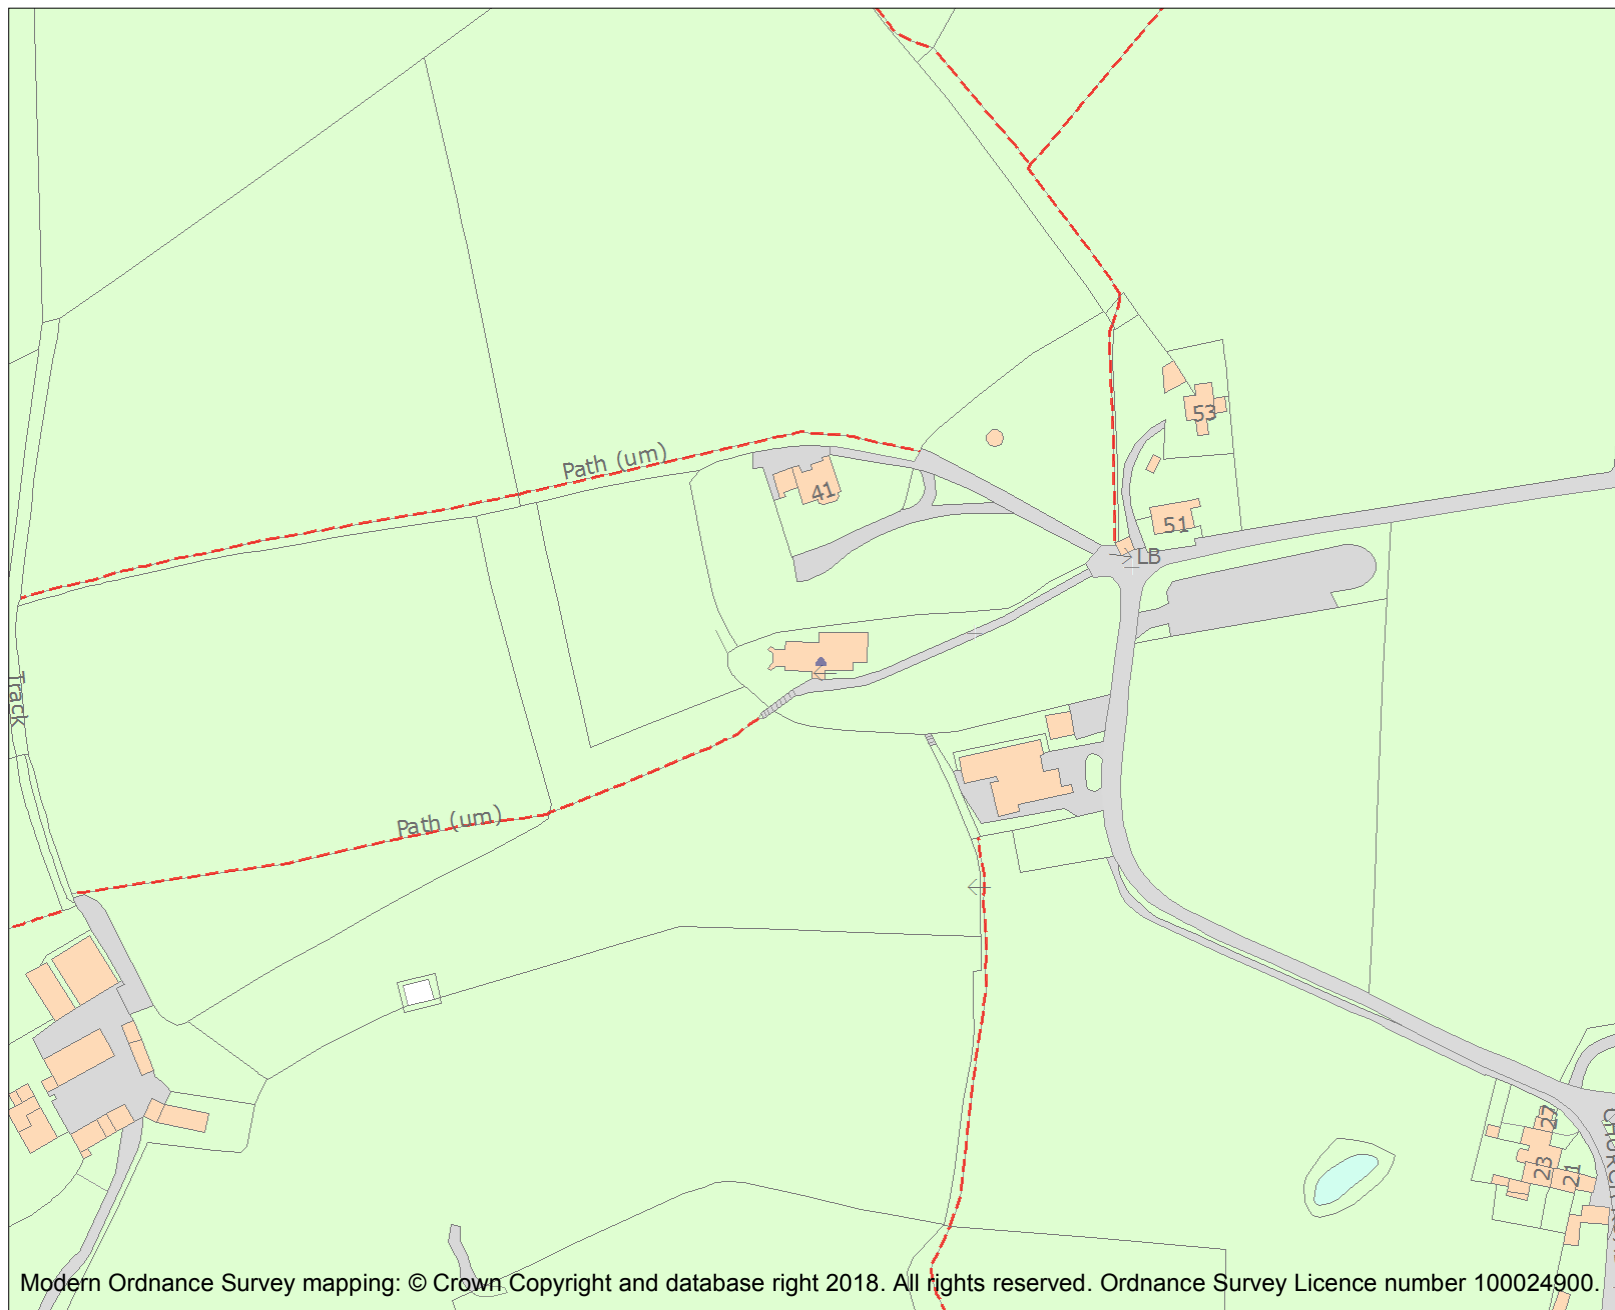 53
Path (um)
41
51
LB
Track
Path (um)
27
23
21
Modern Ordnance Survey mapping: © Crown Copyright and database right 2018. All rights reserved. Ordnance Survey Licence number 100024900.